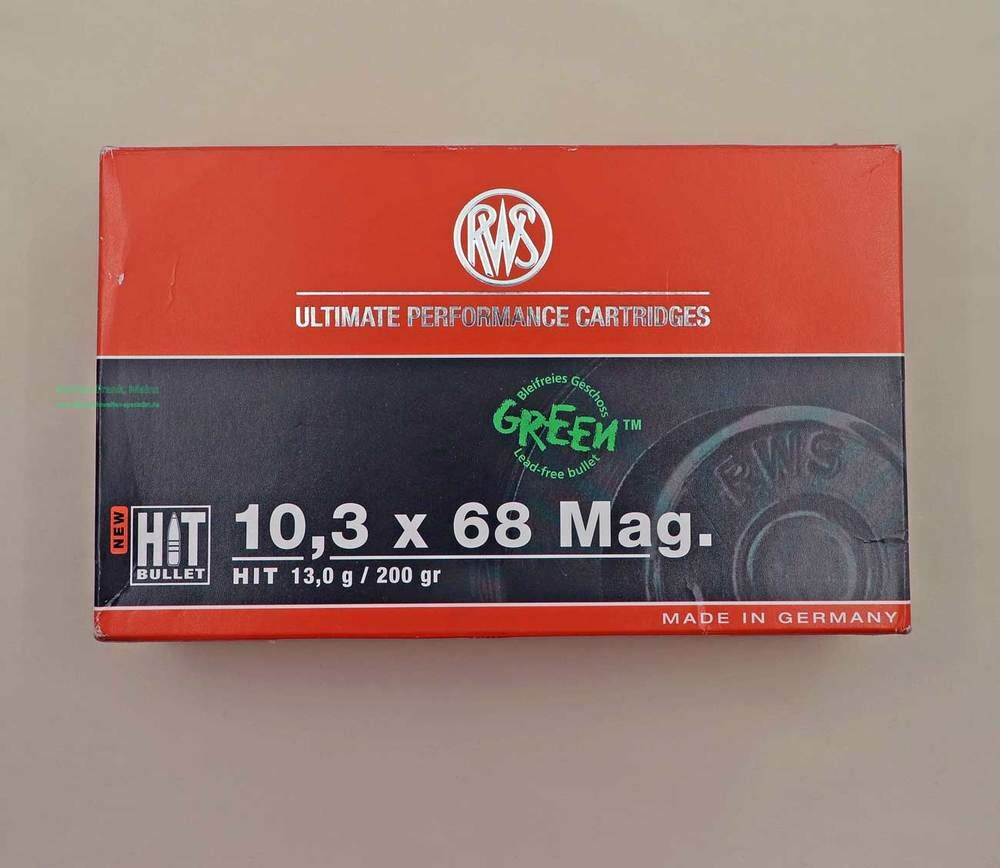 RWS
ULTIMATE PERFORMANCE CARTRIDGES
Bleifreies Geschoss
GREEN™
Lead-free bullet
RWS
NEW
HIT
BULLET
10,3 x 68 Mag.
HIT 13,0 g / 200 gr
MADE IN GERMANY